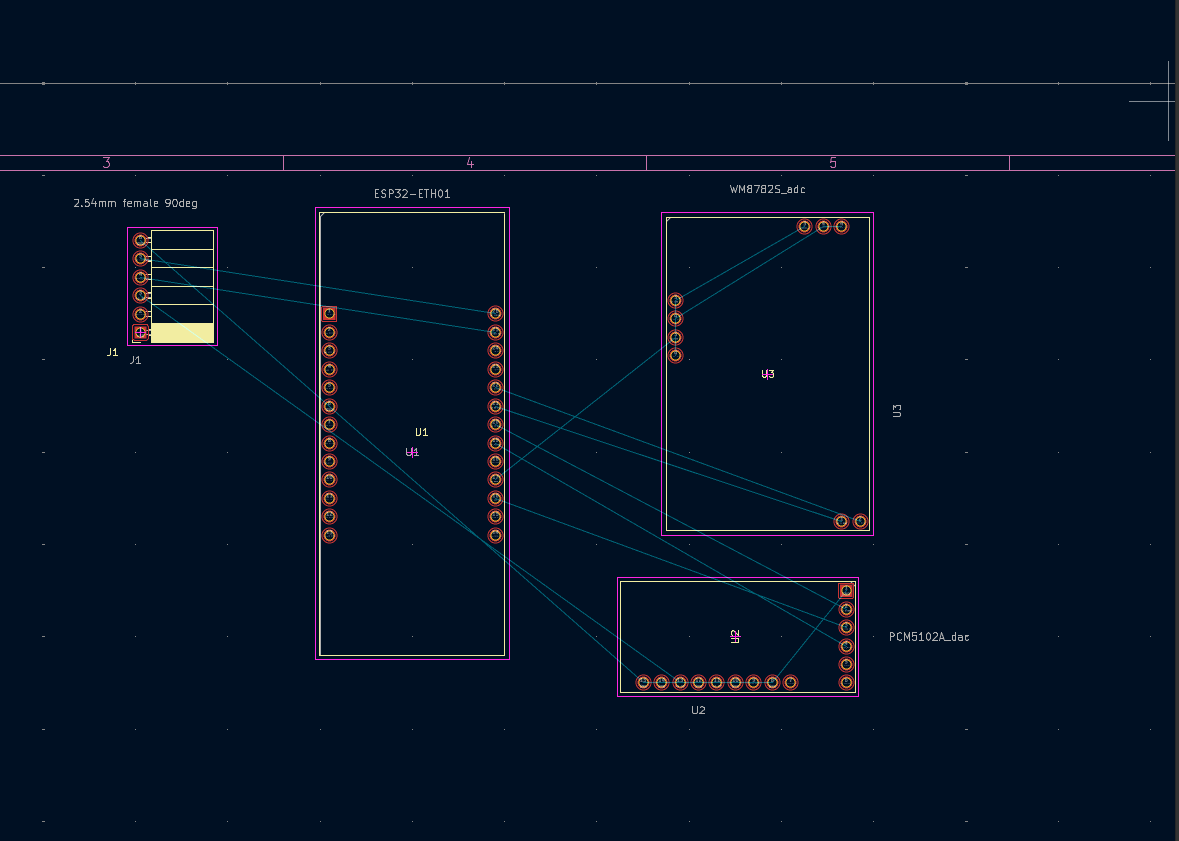 3 4 5
2.54mm female 90deg
ESP32-ETH01
WM8782S_adc
J1
J1
U1
U1
U3
U3
U2
PCM5102A_dac
U2